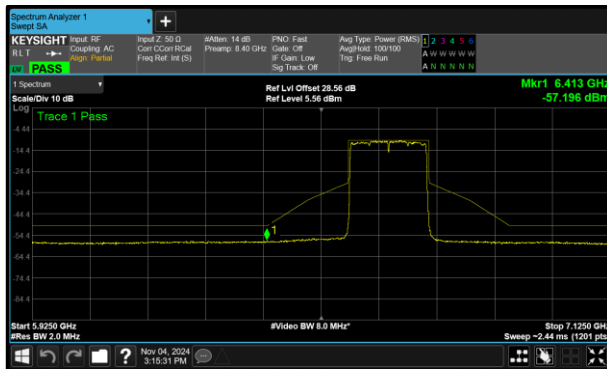 Spectrum Analyzer 1
Swept SA
+
KEYSIGHT Input: RF Input Z: 50 Ω #Atten: 14 dB PNO: Fast Avg Type: Power (RMS) 1 2 3 4 5 6
RLT Coupling: AC Corr CCorr RCal Preamp: 8.40 GHz Gate: Off Avg|Hold: 100/100 A W W W W W
Align: Partial Freq Ref: Int (S) IF Gain: Low Trig: Free Run
LW PASS Sig Track: Off A N N N N N
1 Spectrum Ref Lvl Offset 28.56 dB Mkr1 6.413 GHz
Scale/Div 10 dB Ref Level 5.56 dBm -57.196 dBm
Log Trace 1 Pass
-4.44
-14.4
-24.4
-34.4
-44.4
-54.4 1
-64.4
-74.4
-84.4
Start 5.9250 GHz #Video BW 8.0 MHz* Stop 7.1250 GHz
#Res BW 2.0 MHz Sweep ~2.44 ms (1201 pts)
? Nov 04, 2024
3:15:31 PM